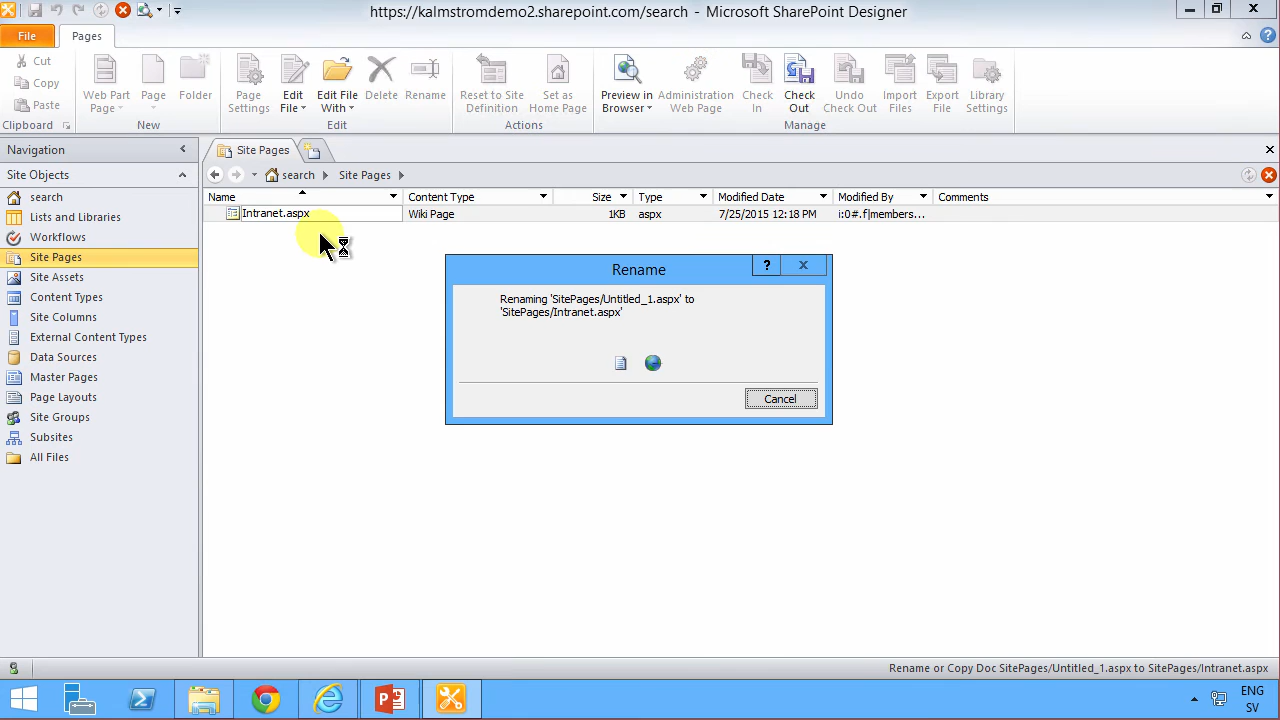 https://kalmstromdemo2.sharepoint.com/search - Microsoft SharePoint Designer
File
Pages
Cut
Copy
Paste
Clipboard
Web Part Page
Page
Folder
New
Page Settings
Edit File
Edit File With
Delete
Rename
Edit
Reset to Site Definition
Set as Home Page
Actions
Preview in Browser
Administration Web Page
Check In
Check Out
Undo Check Out
Import Files
Export File
Library Settings
Manage
Navigation
Site Objects
search
Lists and Libraries
Workflows
Site Pages
Site Assets
Content Types
Site Columns
External Content Types
Data Sources
Master Pages
Page Layouts
Site Groups
Subsites
All Files
Site Pages
search
Site Pages
Name
Content Type
Size
Type
Modified Date
Modified By
Comments
Intranet.aspx
Wiki Page
1KB
aspx
7/25/2015 12:18 PM
i:0#.f|members...
Rename
?
Renaming 'SitePages/Untitled_1.aspx' to
'SitePages/Intranet.aspx'
Cancel
Rename or Copy Doc SitePages/Untitled_1.aspx to SitePages/Intranet.aspx
ENG
SV